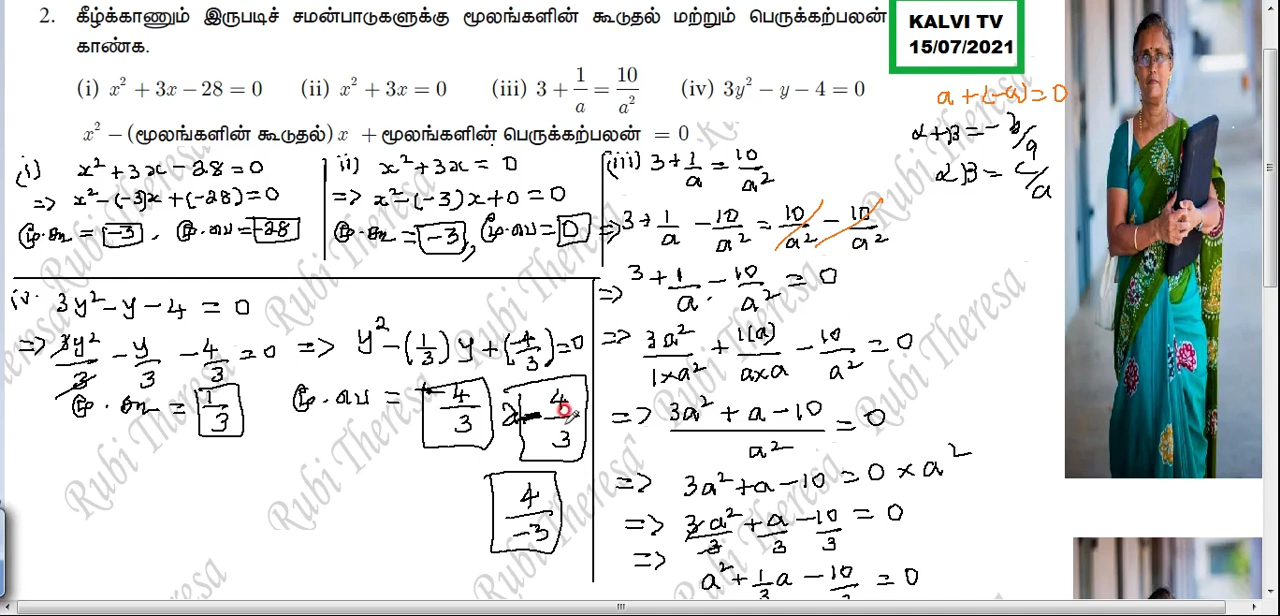 2. கீழ்க்காணும் இருபடிச் சமன்பாடுகளுக்கு மூலங்களின் கூடுதல் மற்றும் பெருக்கற்பலன்
காண்க.
KALVI TV
15/07/2021
(i) x² + 3x − 28 = 0 (ii) x² + 3x = 0 (iii) 3 + 1/a = 10/a² (iv) 3y² − y − 4 = 0
x² − (மூலங்களின் கூடுதல்) x + மூலங்களின் பெருக்கற்பலன் = 0
a + (−a) = 0
α+β = −b/a
αβ = c/a
(i) x² + 3x − 28 = 0
=> x² − (−3)x + (−28) = 0
மூ.கூ = −3, மூ.பெ = −28
ii) x² + 3x = 0
=> x² − (−3)x + 0 = 0
மூ.கூ = −3, மூ.பெ = 0
(iii) 3 + 1/a = 10/a²
=> 3 + 1/a − 10/a² = 10/a² − 10/a²
=> 3 + 1/a − 10/a² = 0
=> 3a²/1×a² + 1(a)/a×a − 10/a² = 0
=> 3a² + a − 10/a² = 0
=> 3a² + a − 10 = 0 × a²
=> 3a²/3 + a/3 − 10/3 = 0
=> a² + 1/3 a − 10/3 = 0
iv. 3y² − y − 4 = 0
=> 3y²/3 − y/3 − 4/3 = 0 => y² − (1/3) y + (−4/3) = 0
மூ.கூ = 1/3 மூ.பெ = −4/3 −4/3
4/−3
Rubi Theresa